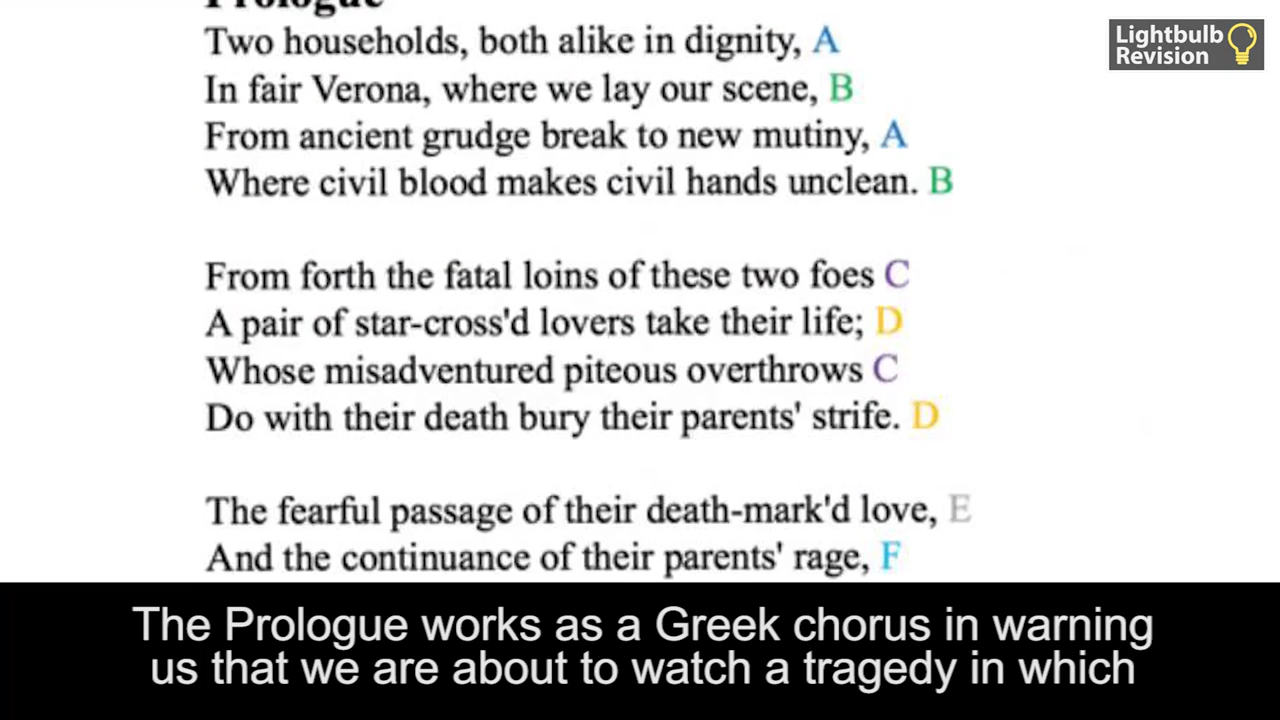 Prologue
Lightbulb
Revision
Two households, both alike in dignity, A
In fair Verona, where we lay our scene, B
From ancient grudge break to new mutiny, A
Where civil blood makes civil hands unclean. B
From forth the fatal loins of these two foes C
A pair of star-cross'd lovers take their life; D
Whose misadventured piteous overthrows C
Do with their death bury their parents' strife. D
The fearful passage of their death-mark'd love, E
And the continuance of their parents' rage, F
The Prologue works as a Greek chorus in warning
us that we are about to watch a tragedy in which